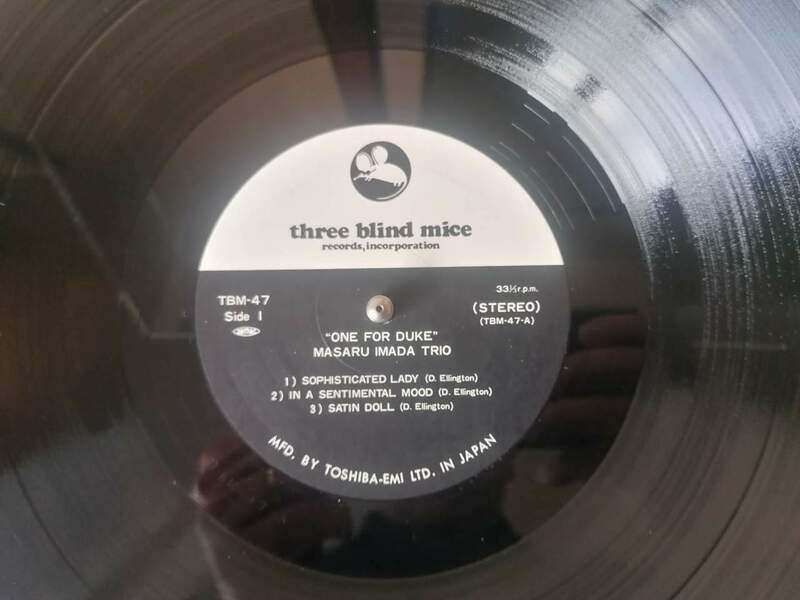 three blind mice
records, incorporation
TBM-47
Side 1
33⅓ r.p.m.
(STEREO)
(TBM-47-A)
"ONE FOR DUKE"
MASARU IMADA TRIO
1) SOPHISTICATED LADY (D. Ellington)
2) IN A SENTIMENTAL MOOD (D. Ellington)
3) SATIN DOLL (D. Ellington)
MFD. BY TOSHIBA-EMI LTD. IN JAPAN